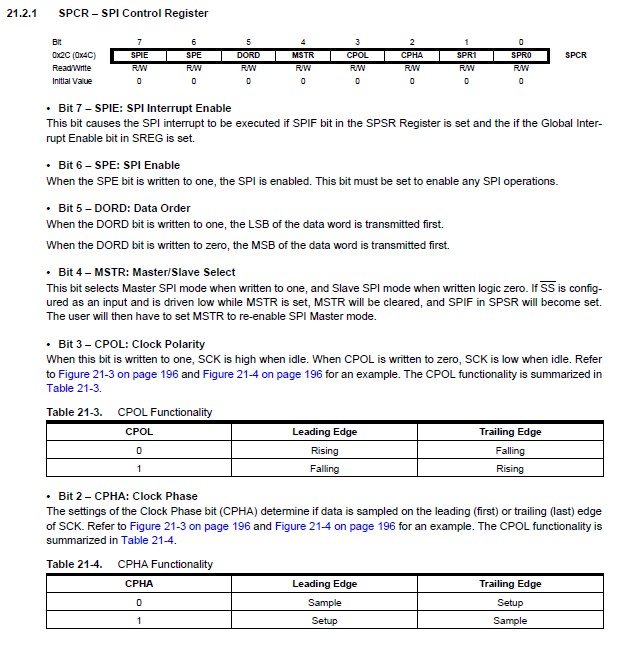 21.2.1 SPCR – SPI Control Register
Bit 7 6 5 4 3 2 1 0
0x2C (0x4C) SPIE SPE DORD MSTR CPOL CPHA SPR1 SPR0 SPCR
Read/Write R/W R/W R/W R/W R/W R/W R/W R/W
Initial Value 0 0 0 0 0 0 0 0
• Bit 7 – SPIE: SPI Interrupt Enable
This bit causes the SPI interrupt to be executed if SPIF bit in the SPSR Register is set and the if the Global Inter-
rupt Enable bit in SREG is set.
• Bit 6 – SPE: SPI Enable
When the SPE bit is written to one, the SPI is enabled. This bit must be set to enable any SPI operations.
• Bit 5 – DORD: Data Order
When the DORD bit is written to one, the LSB of the data word is transmitted first.
When the DORD bit is written to zero, the MSB of the data word is transmitted first.
• Bit 4 – MSTR: Master/Slave Select
This bit selects Master SPI mode when written to one, and Slave SPI mode when written logic zero. If SS is config-
ured as an input and is driven low while MSTR is set, MSTR will be cleared, and SPIF in SPSR will become set.
The user will then have to set MSTR to re-enable SPI Master mode.
• Bit 3 – CPOL: Clock Polarity
When this bit is written to one, SCK is high when idle. When CPOL is written to zero, SCK is low when idle. Refer
to Figure 21-3 on page 196 and Figure 21-4 on page 196 for an example. The CPOL functionality is summarized in
Table 21-3.
Table 21-3. CPOL Functionality
CPOL Leading Edge Trailing Edge
0 Rising Falling
1 Falling Rising
• Bit 2 – CPHA: Clock Phase
The settings of the Clock Phase bit (CPHA) determine if data is sampled on the leading (first) or trailing (last) edge
of SCK. Refer to Figure 21-3 on page 196 and Figure 21-4 on page 196 for an example. The CPOL functionality is
summarized in Table 21-4.
Table 21-4. CPHA Functionality
CPHA Leading Edge Trailing Edge
0 Sample Setup
1 Setup Sample